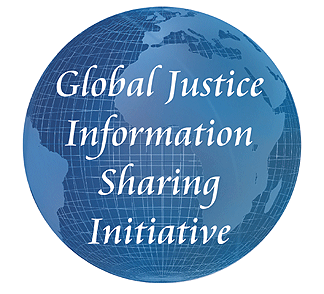 Global Justice
Information
Sharing
Initiative